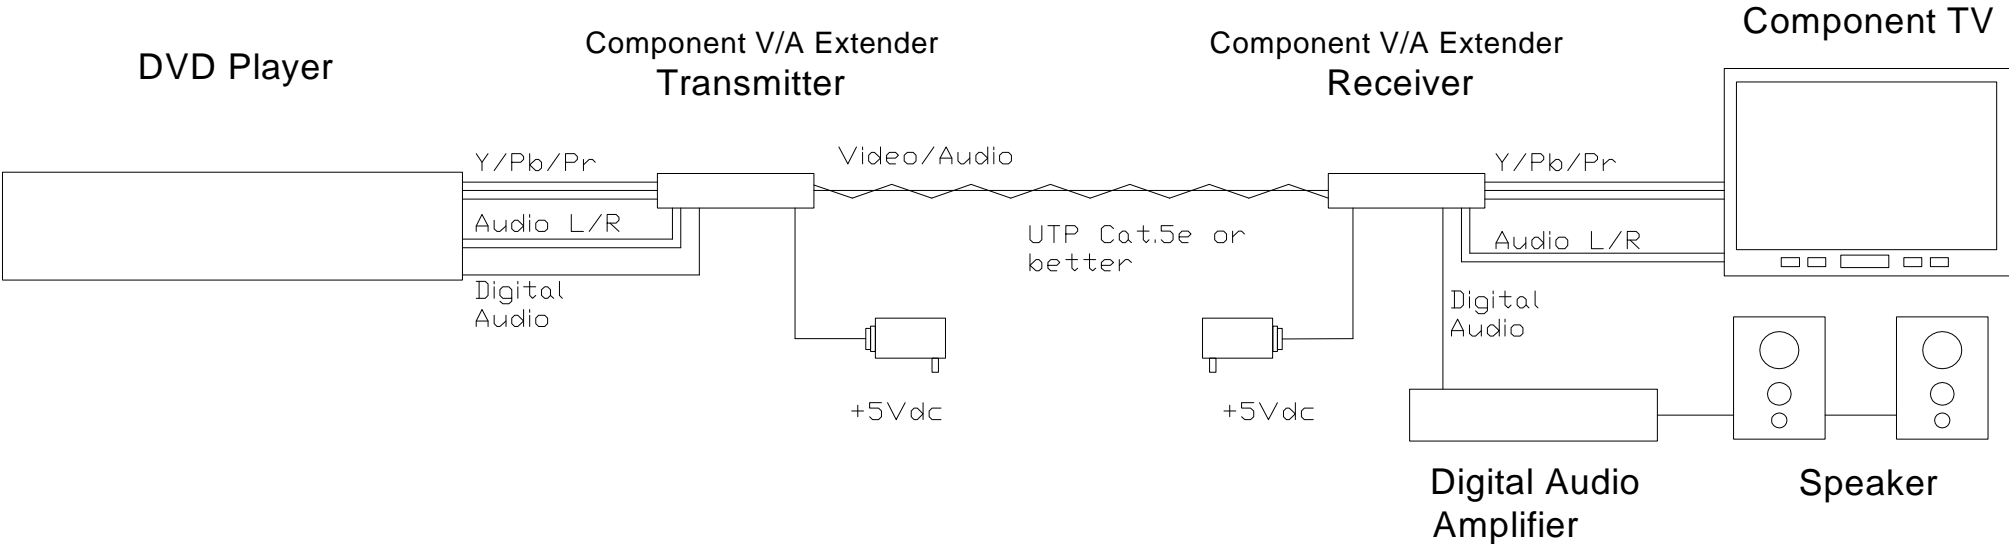 DVD Player
Component V/A Extender
Transmitter
Component V/A Extender
Receiver
Component TV
Y/Pb/Pr
Audio L/R
Digital
Audio
Video/Audio
UTP Cat.5e or
better
+5Vdc
+5Vdc
Y/Pb/Pr
Audio L/R
Digital
Audio
Digital Audio
Amplifier
Speaker